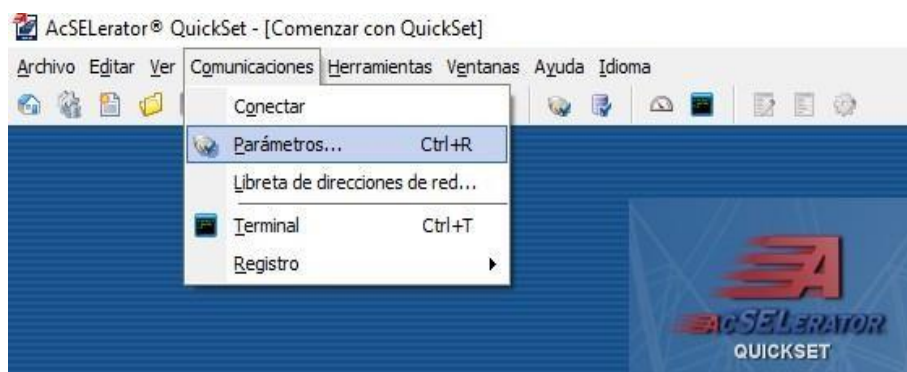 AcSELerator® QuickSet - [Comenzar con QuickSet]
Archivo Editar Ver Comunicaciones Herramientas Ventanas Ayuda Idioma
Conectar
Parámetros... Ctrl+R
Libreta de direcciones de red...
Terminal Ctrl+T
Registro
ACSELERATOR
QUICKSET